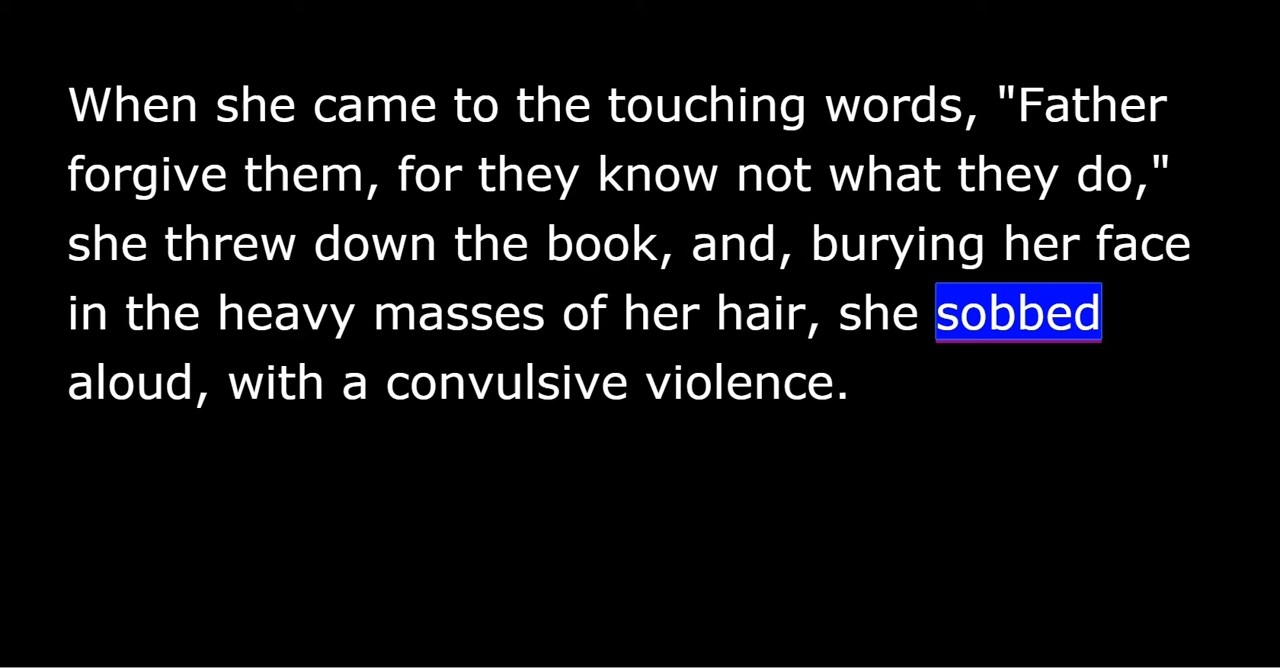 When she came to the touching words, "Father
forgive them, for they know not what they do,"
she threw down the book, and, burying her face
in the heavy masses of her hair, she sobbed
aloud, with a convulsive violence.